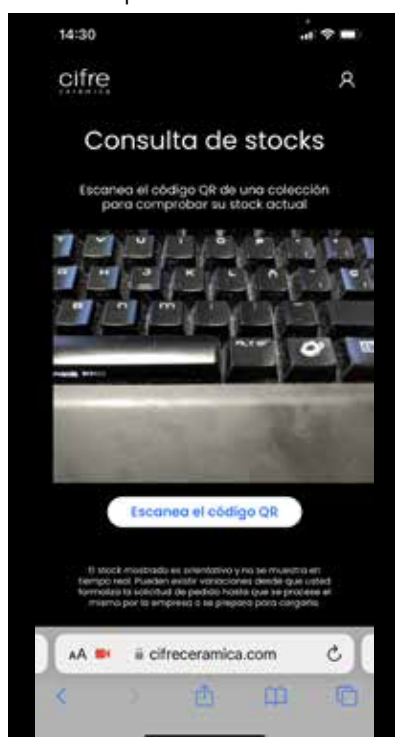 14:30
cifre
cerámica
Consulta de stocks
Escanea el código QR de una colección
para comprobar su stock actual
Escanea el código QR
El stock mostrado es orientativo y no se muestra en
tiempo real. Pueden existir variaciones desde que usted
formaliza la solicitud de pedido hasta que se procese el
mismo por la empresa o se prepara para cargarlo.
AA
cifreceramica.com